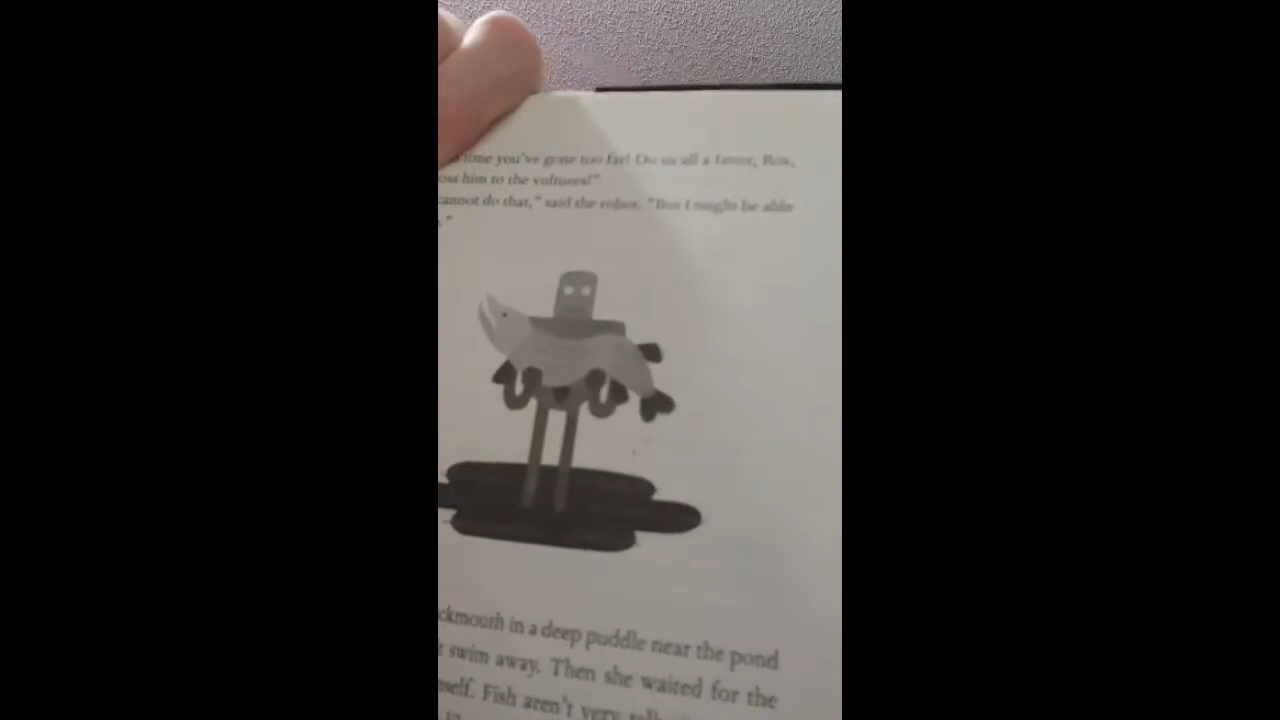 time you've gone too far! Do us all a favor, Roz,
him to the vultures!"
cannot do that," said the robot. "But I might be able
ckmouth in a deep puddle near the pond
swim away. Then she waited for the
self. Fish aren't very